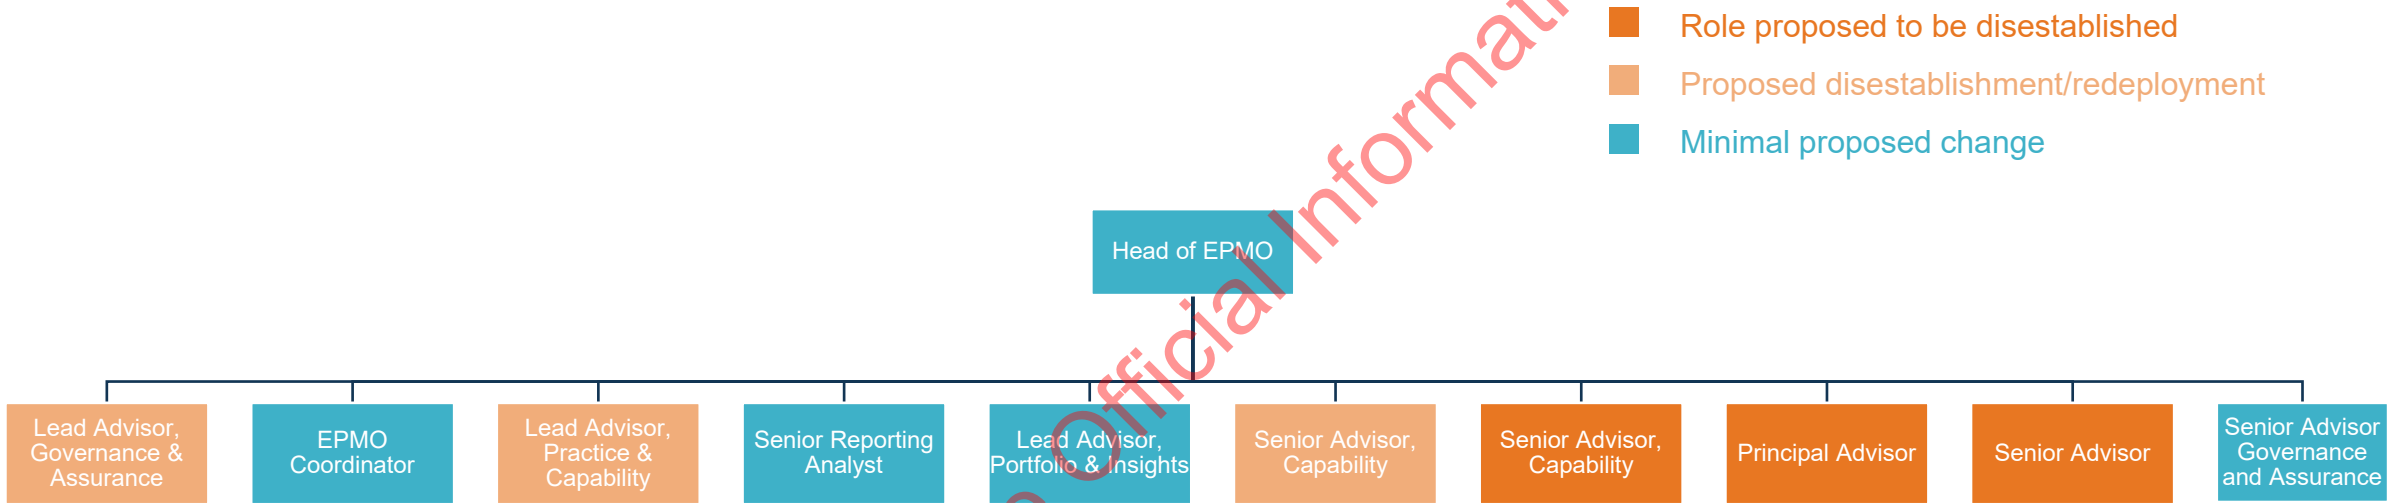 Role proposed to be disestablished
Proposed disestablishment/redeployment
Minimal proposed change
Head of EPMO
Lead Advisor,
Governance &
Assurance
EPMO
Coordinator
Lead Advisor,
Practice &
Capability
Senior Reporting
Analyst
Lead Advisor,
Portfolio & Insights
Senior Advisor,
Capability
Senior Advisor,
Capability
Principal Advisor
Senior Advisor
Senior Advisor
Governance
and Assurance
Official Informati